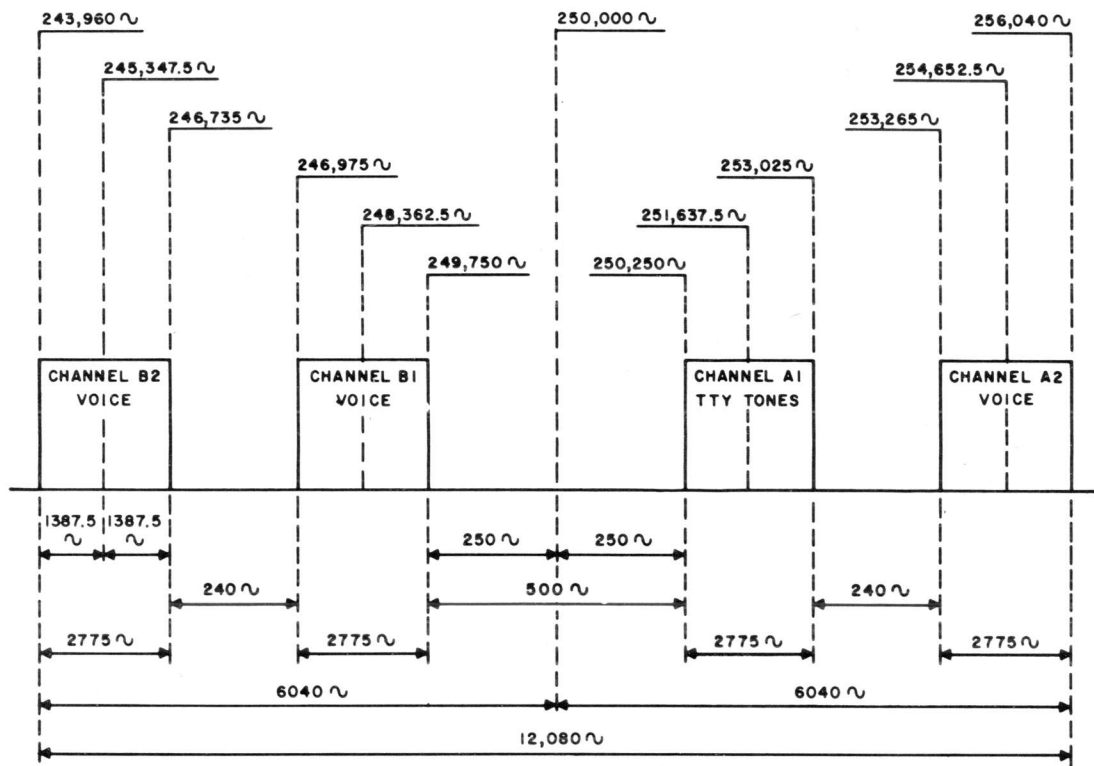 243,960∿ 250,000∿ 256,040∿
245,347.5∿ 254,652.5∿
246,735∿ 253,265∿
246,975∿ 253,025∿
248,362.5∿ 251,637.5∿
249,750∿ 250,250∿
CHANNEL B2 CHANNEL B1 CHANNEL A1 CHANNEL A2
VOICE VOICE TTY TONES VOICE
1387.5 1387.5
∿ ∿ 250∿ 250∿
240∿ 500∿ 240∿
2775∿ 2775∿ 2775∿ 2775∿
6040∿ 6040∿
12,080∿